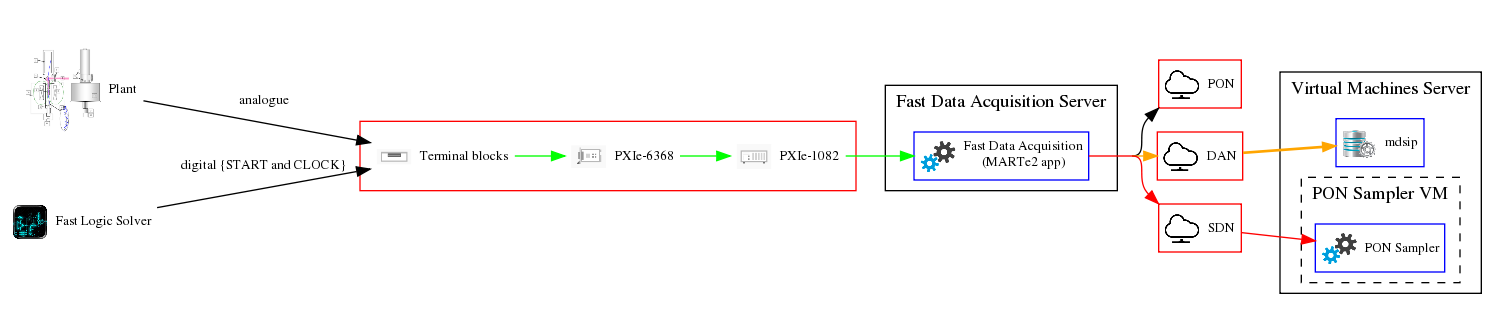 Plant
analogue
digital {START and CLOCK}
Fast Logic Solver
Terminal blocks
PXIe-6368
PXIe-1082
Fast Data Acquisition Server
Fast Data Acquisition
(MARTe2 app)
PON
DAN
SDN
Virtual Machines Server
mdsip
PON Sampler VM
PON Sampler